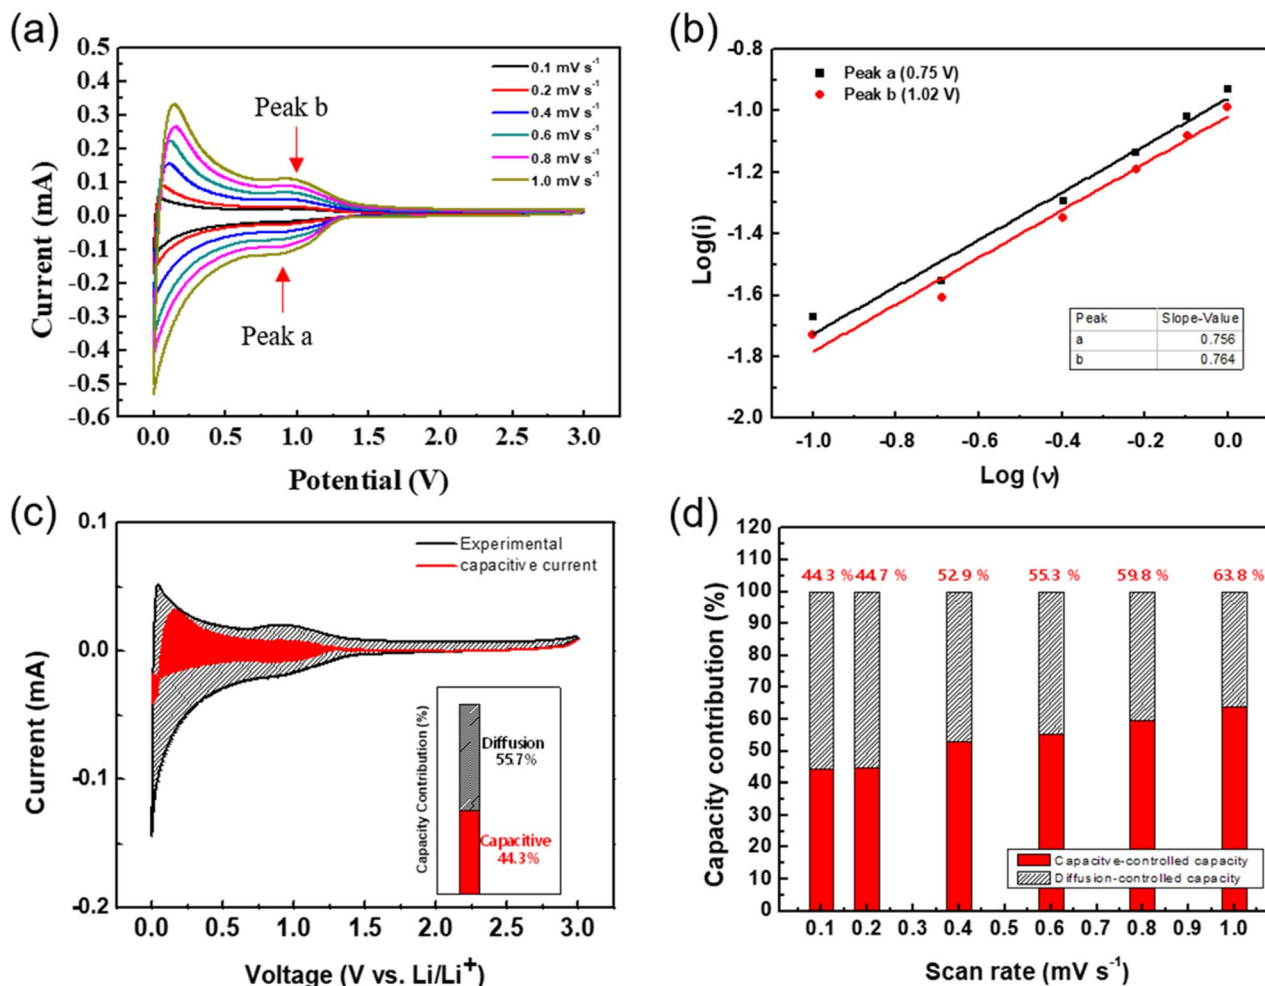 (a)
0.5
0.4
0.3
0.2
0.1
0.0
-0.1
-0.2
-0.3
-0.4
-0.5
-0.6
Current (mA)
0.1 mV s⁻¹
0.2 mV s⁻¹
0.4 mV s⁻¹
0.6 mV s⁻¹
0.8 mV s⁻¹
1.0 mV s⁻¹
Peak b
Peak a
0.0 0.5 1.0 1.5 2.0 2.5 3.0
Potential (V)
(b)
-0.8
-1.0
-1.2
-1.4
-1.6
-1.8
-2.0
Log(i)
Peak a (0.75 V)
Peak b (1.02 V)
Peak Slope-Value
a 0.756
b 0.764
-1.0 -0.8 -0.6 -0.4 -0.2 0.0
Log (ν)
(c)
0.1
0.0
-0.1
-0.2
Current (mA)
Experimental
capacitive current
Capacity Contribution (%)
Diffusion
55.7%
Capacitive
44.3%
0.0 0.5 1.0 1.5 2.0 2.5 3.0
Voltage (V vs. Li/Li⁺)
(d)
120
110
100
90
80
70
60
50
40
30
20
10
0
Capacity contribution (%)
44.3 % 44.7 % 52.9 % 55.3 % 59.8 % 63.8 %
Capacitve-controlled capacity
Diffusion-controlled capacity
0.1 0.2 0.3 0.4 0.5 0.6 0.7 0.8 0.9 1.0
Scan rate (mV s⁻¹)